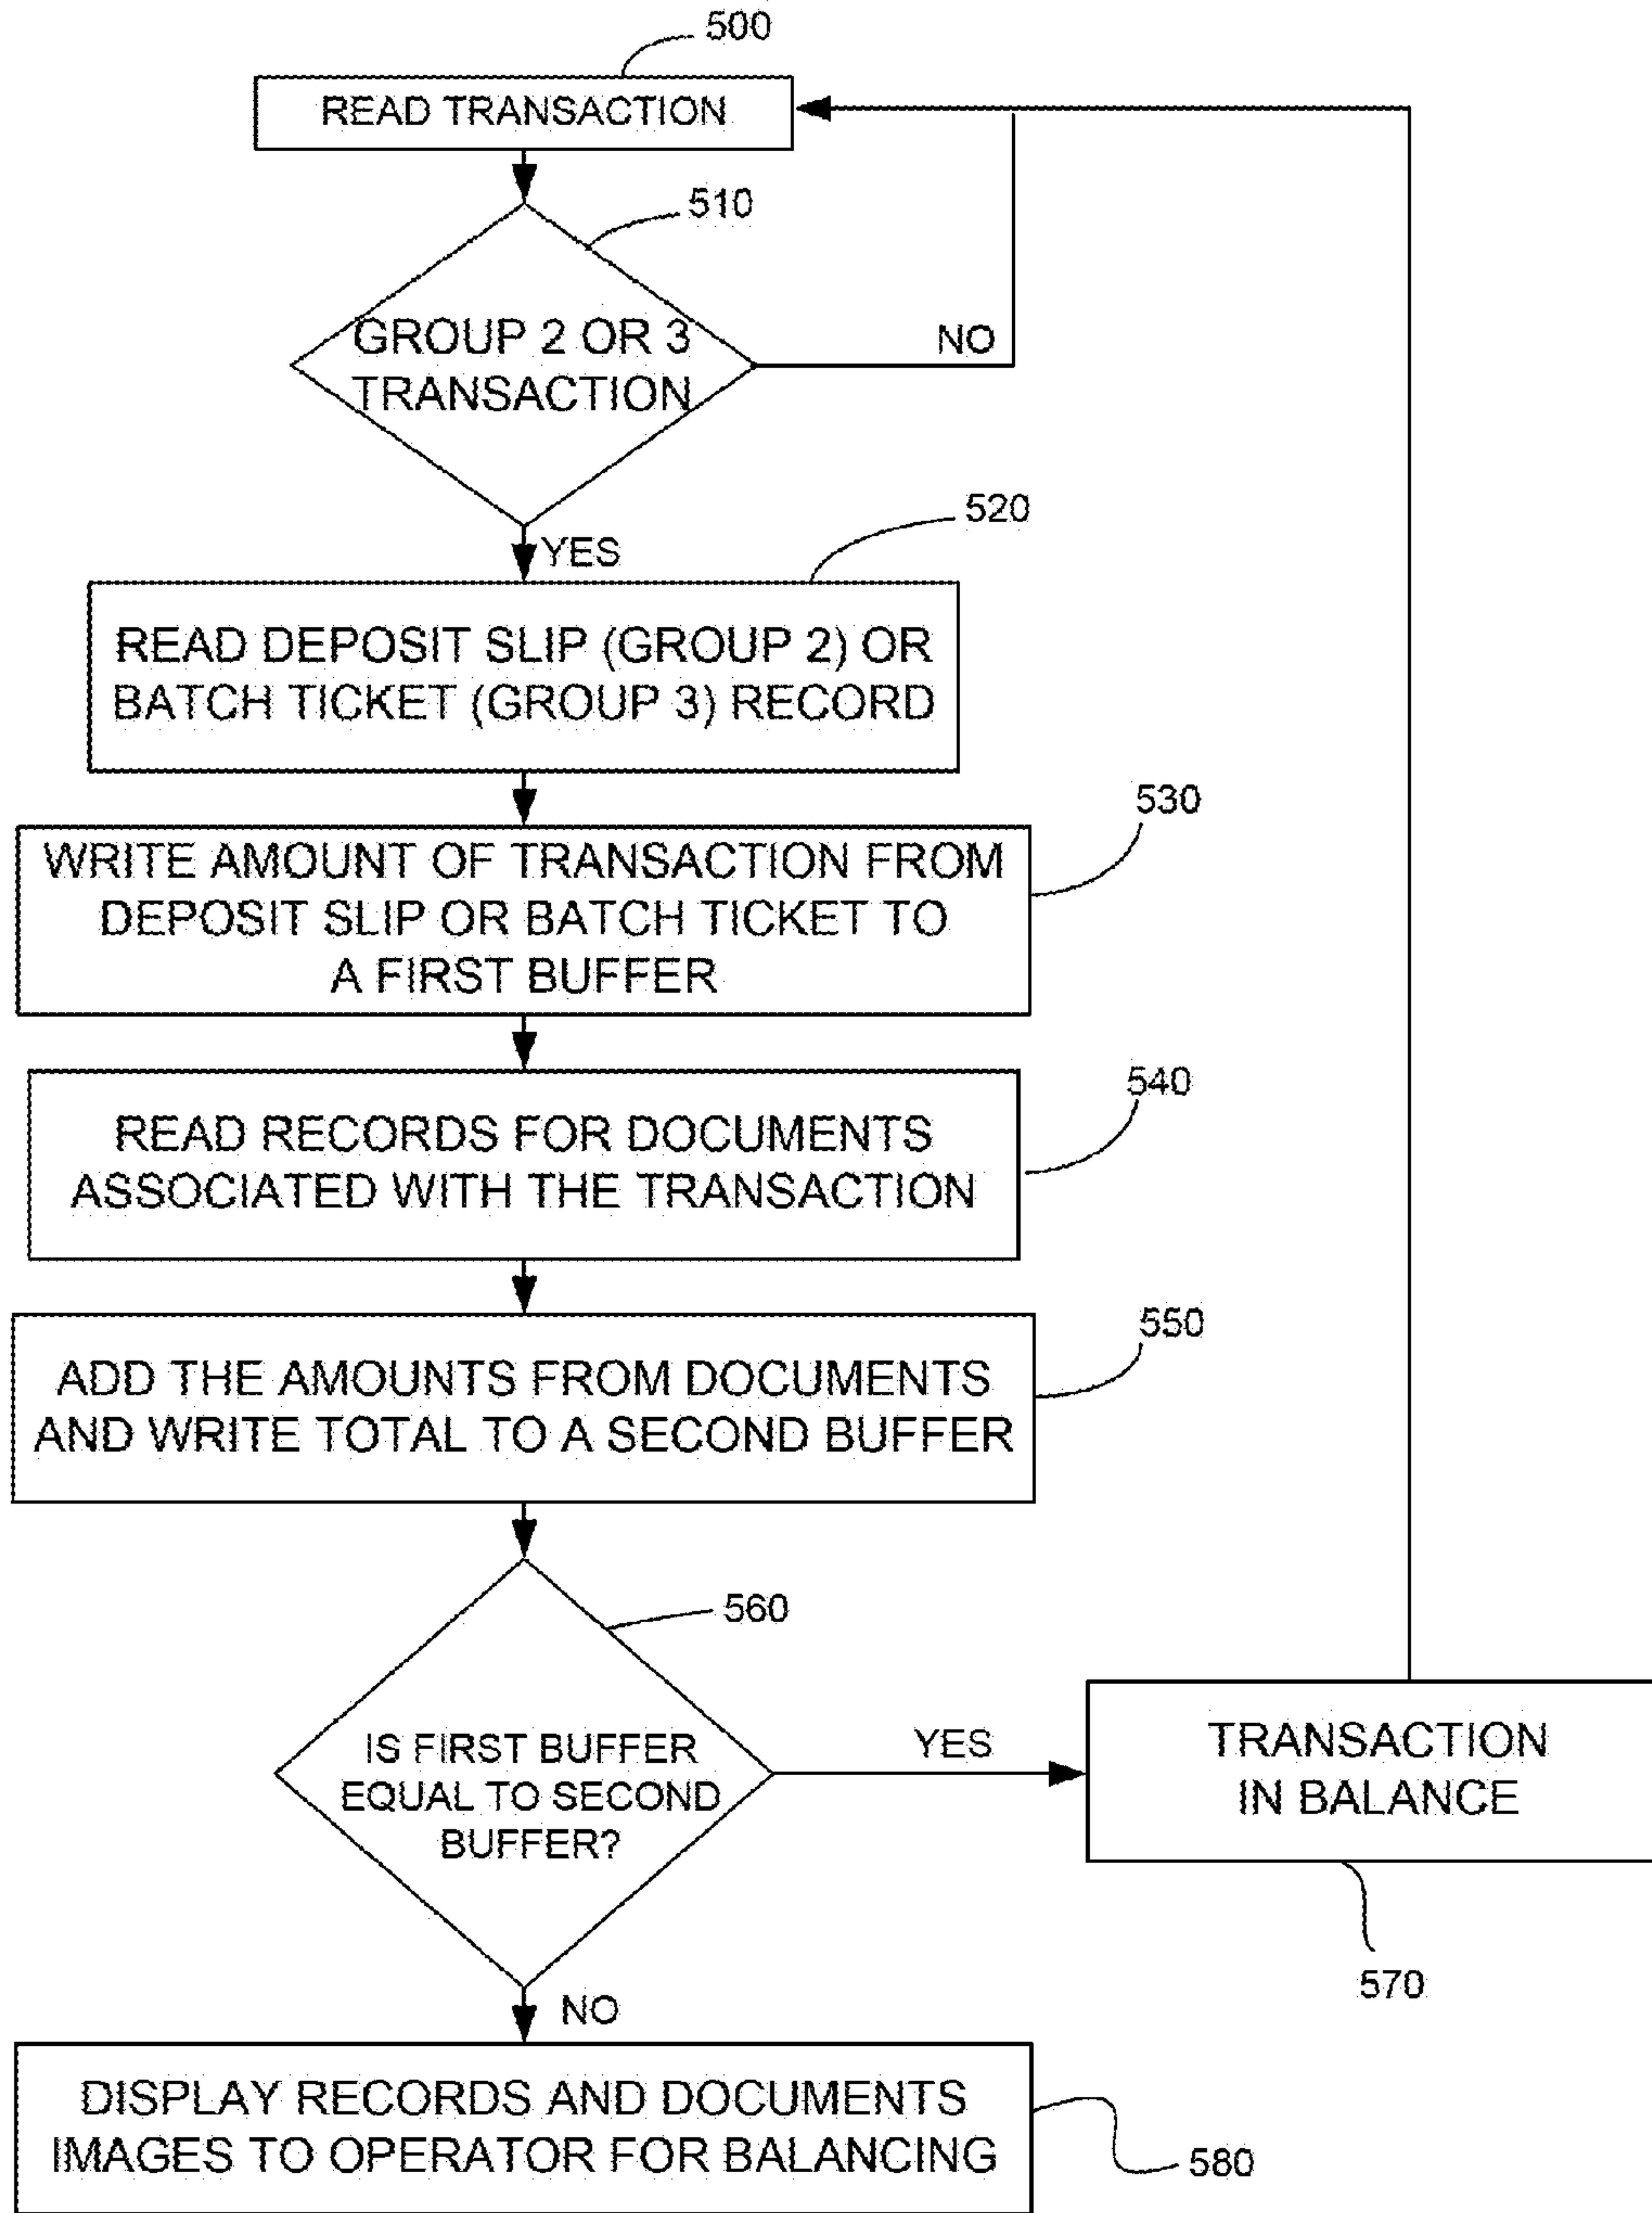 500
READ TRANSACTION
510
GROUP 2 OR 3
TRANSACTION
NO
YES
520
READ DEPOSIT SLIP (GROUP 2) OR
BATCH TICKET (GROUP 3) RECORD
530
WRITE AMOUNT OF TRANSACTION FROM
DEPOSIT SLIP OR BATCH TICKET TO
A FIRST BUFFER
540
READ RECORDS FOR DOCUMENTS
ASSOCIATED WITH THE TRANSACTION
550
ADD THE AMOUNTS FROM DOCUMENTS
AND WRITE TOTAL TO A SECOND BUFFER
560
IS FIRST BUFFER
EQUAL TO SECOND
BUFFER?
YES
TRANSACTION
IN BALANCE
570
NO
DISPLAY RECORDS AND DOCUMENTS
IMAGES TO OPERATOR FOR BALANCING
580